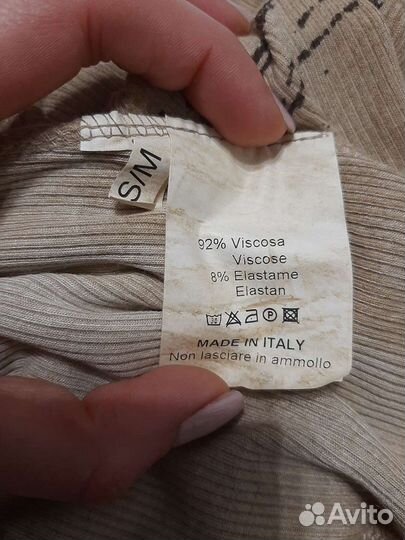 S/M
92% Viscosa
Viscose
8% Elastame
Elastan
MADE IN ITALY
Non lasciare in ammollo
Avito